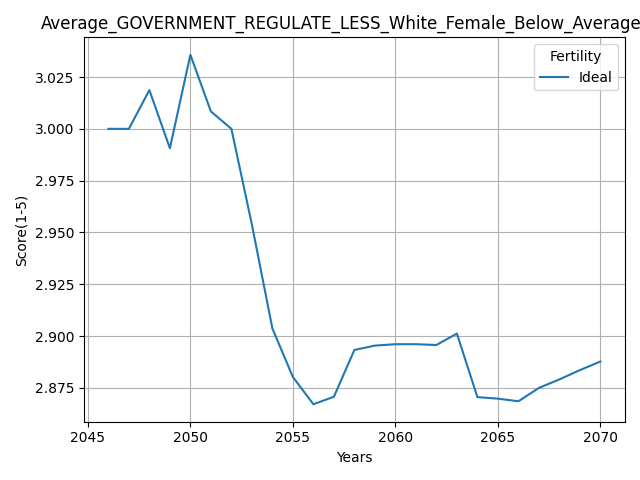 Average_GOVERNMENT_REGULATE_LESS_White_Female_Below_Average
Fertility
Ideal
3.025
3.000
2.975
2.950
2.925
2.900
2.875
Score(1-5)
2045 2050 2055 2060 2065 2070
Years